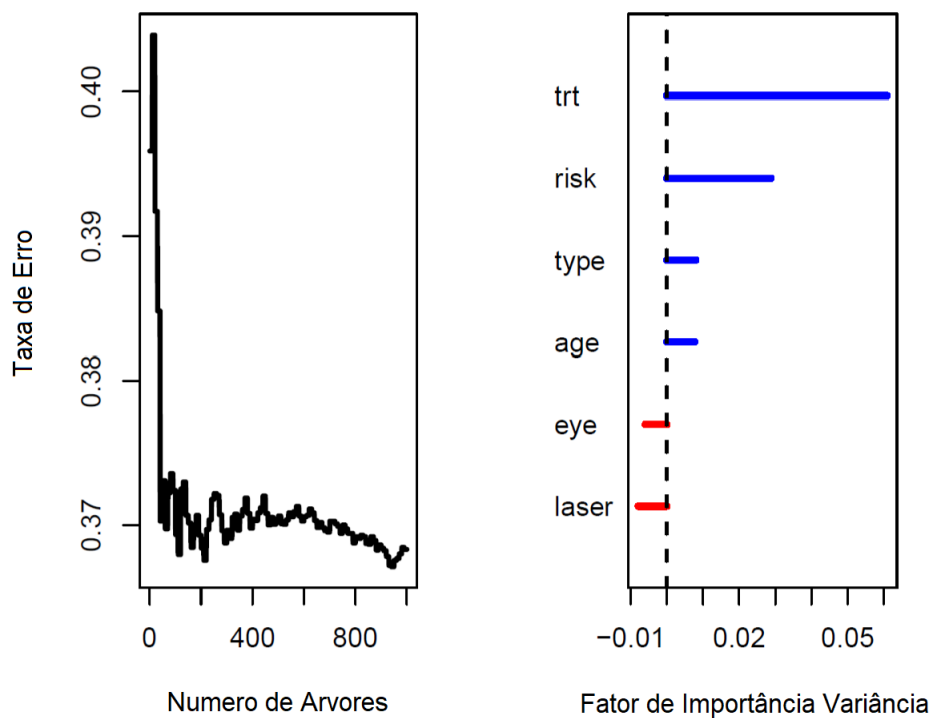 Taxa de Erro
0.40
0.39
0.38
0.37
0
400
800
Numero de Arvores
trt
risk
type
age
eye
laser
−0.01
0.02
0.05
Fator de Importância Variância